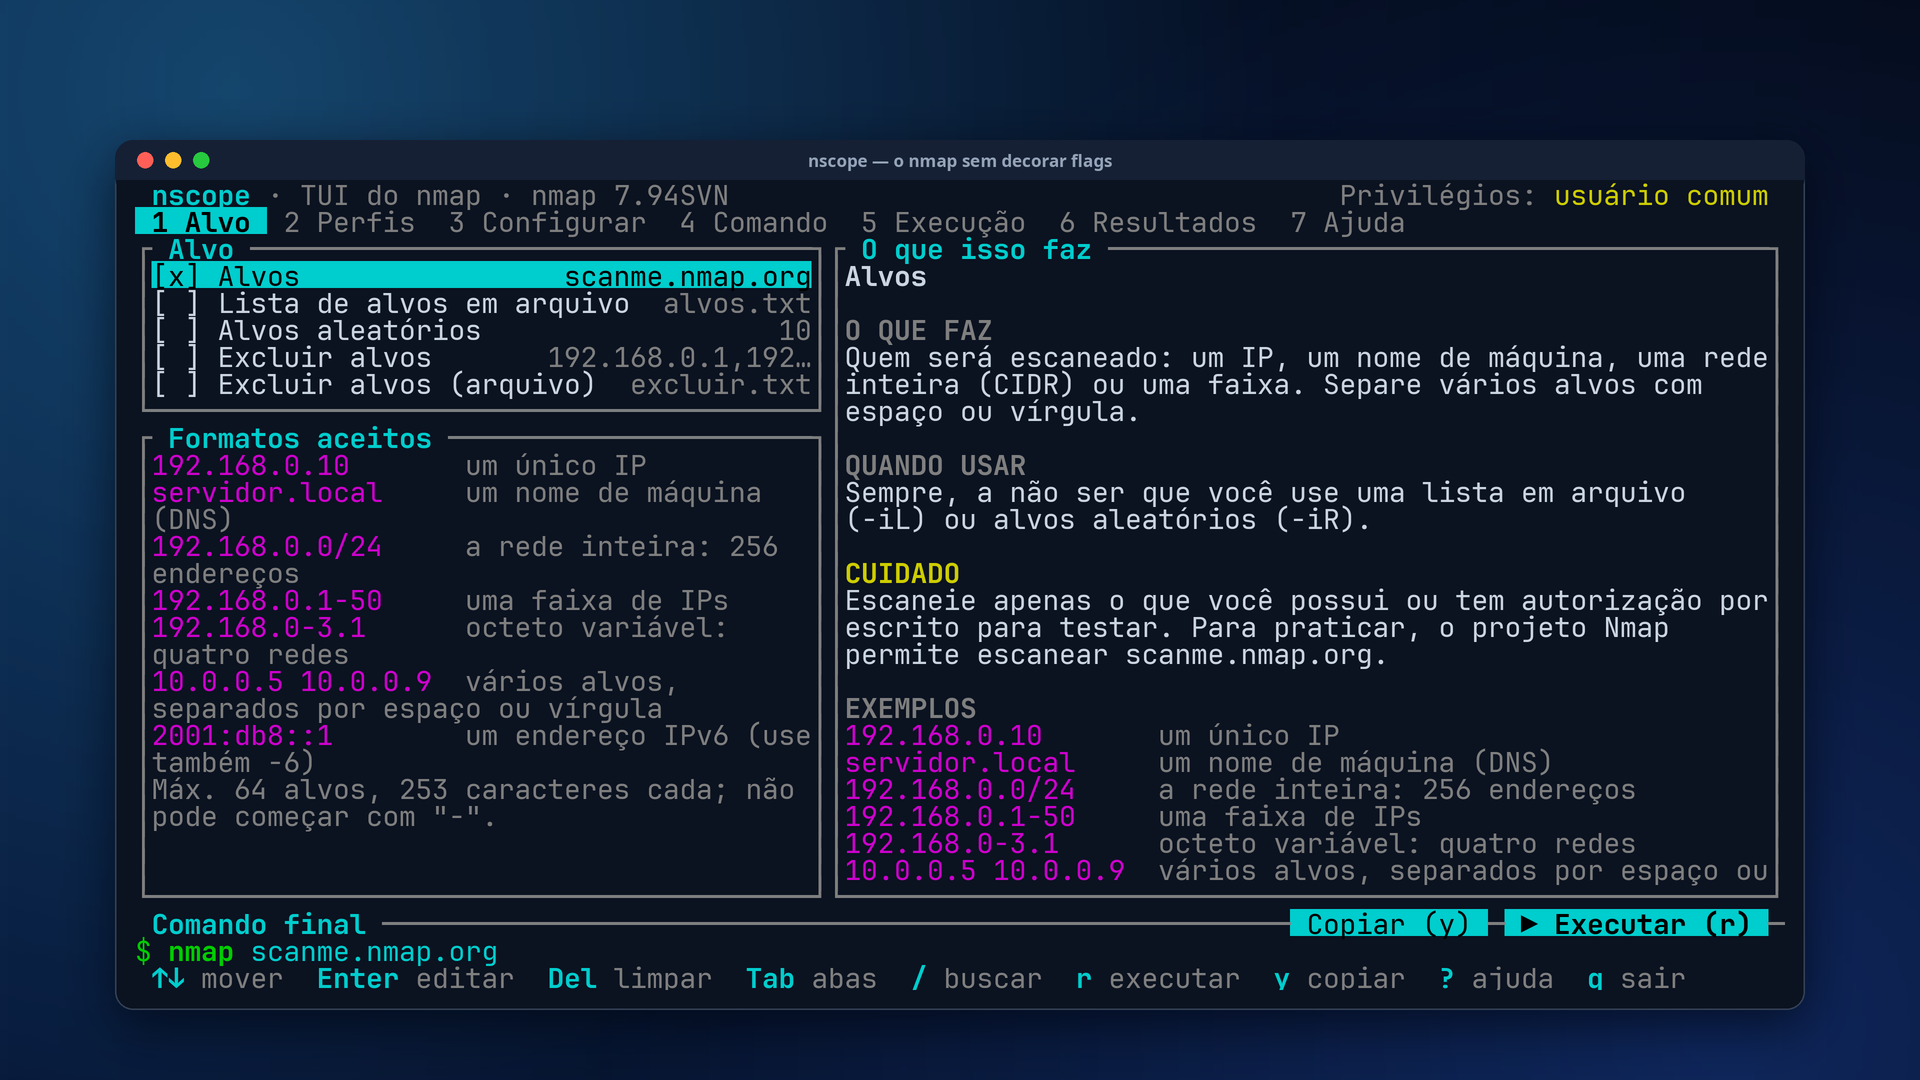 nscope — o nmap sem decorar flags
nscope · TUI do nmap · nmap 7.94SVN Privilégios: usuário comum
1 Alvo 2 Perfis 3 Configurar 4 Comando 5 Execução 6 Resultados 7 Ajuda
Alvo
[x] Alvos scanme.nmap.org
[ ] Lista de alvos em arquivo alvos.txt
[ ] Alvos aleatórios 10
[ ] Excluir alvos 192.168.0.1,192…
[ ] Excluir alvos (arquivo) excluir.txt
Formatos aceitos
192.168.0.10 um único IP
servidor.local um nome de máquina
(DNS)
192.168.0.0/24 a rede inteira: 256
endereços
192.168.0.1-50 uma faixa de IPs
192.168.0-3.1 octeto variável:
quatro redes
10.0.0.5 10.0.0.9 vários alvos,
separados por espaço ou vírgula
2001:db8::1 um endereço IPv6 (use
também -6)
Máx. 64 alvos, 253 caracteres cada; não
pode começar com "-".
O que isso faz
Alvos
O QUE FAZ
Quem será escaneado: um IP, um nome de máquina, uma rede
inteira (CIDR) ou uma faixa. Separe vários alvos com
espaço ou vírgula.
QUANDO USAR
Sempre, a não ser que você use uma lista em arquivo
(-iL) ou alvos aleatórios (-iR).
CUIDADO
Escaneie apenas o que você possui ou tem autorização por
escrito para testar. Para praticar, o projeto Nmap
permite escanear scanme.nmap.org.
EXEMPLOS
192.168.0.10 um único IP
servidor.local um nome de máquina (DNS)
192.168.0.0/24 a rede inteira: 256 endereços
192.168.0.1-50 uma faixa de IPs
192.168.0-3.1 octeto variável: quatro redes
10.0.0.5 10.0.0.9 vários alvos, separados por espaço ou
Comando final Copiar (y) ► Executar (r)
$ nmap scanme.nmap.org
↑↓ mover Enter editar Del limpar Tab abas / buscar r executar y copiar ? ajuda q sair